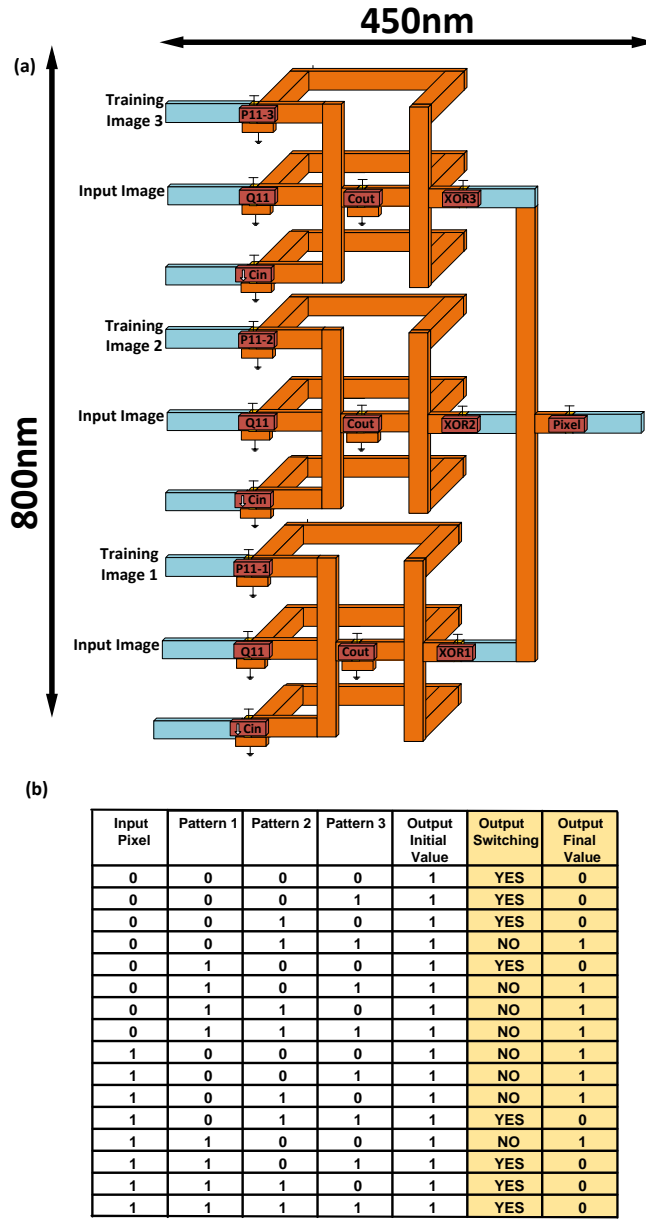 450nm
(a)
800nm
Training
Image 3
P11-3
Input Image
Q11
Cout
XOR3
↓Cin
Training
Image 2
P11-2
Input Image
Q11
Cout
XOR2
Pixel
↓Cin
Training
Image 1
P11-1
Input Image
Q11
Cout
XOR1
↓Cin
(b)
Input Pixel | Pattern 1 | Pattern 2 | Pattern 3 | Output Initial Value | Output Switching | Output Final Value
0 0 0 0 1 YES 0
0 0 0 1 1 YES 0
0 0 1 0 1 YES 0
0 0 1 1 1 NO 1
0 1 0 0 1 YES 0
0 1 0 1 1 NO 1
0 1 1 0 1 NO 1
0 1 1 1 1 NO 1
1 0 0 0 1 NO 1
1 0 0 1 1 NO 1
1 0 1 0 1 NO 1
1 0 1 1 1 YES 0
1 1 0 0 1 NO 1
1 1 0 1 1 YES 0
1 1 1 0 1 YES 0
1 1 1 1 1 YES 0